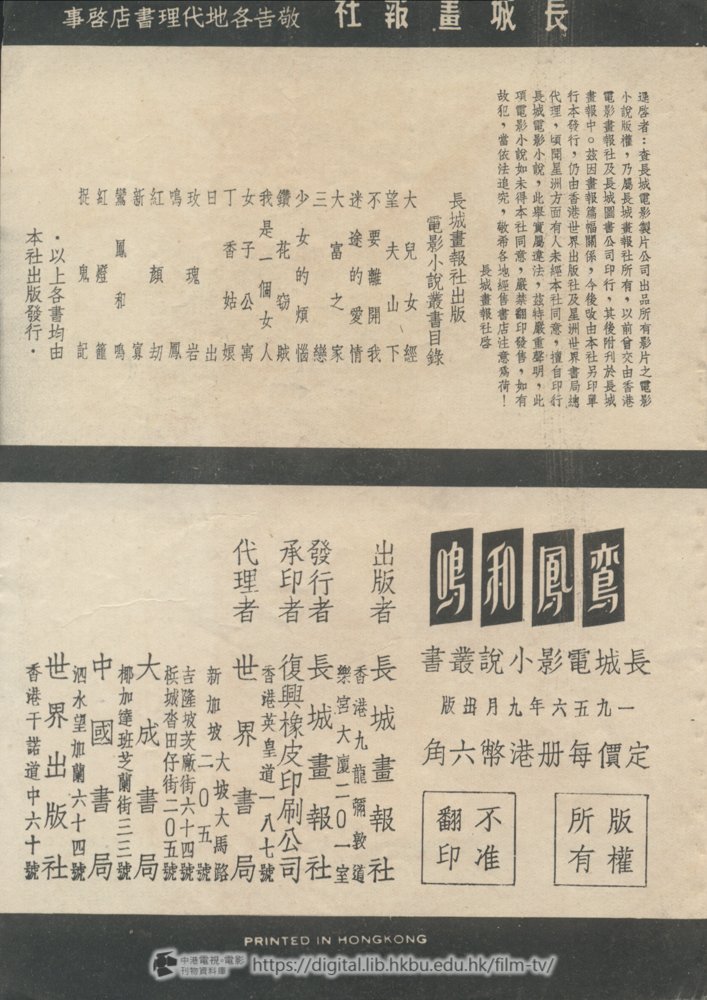 長城畫報社 敬告各地代理書店啓事
逕啓者：查長城電影製片公司出品所有影片之電影
小說版權，乃屬長城畫報社所有，以前曾交由香港
電影畫報社及長城圖書公司印行，其後附刊於長城
畫報中。茲因畫報篇幅關係，今後改由本社另印單
行本發行，仍由香港世界出版社及星洲世界書局總
代理，頃聞星洲方面有人未經本社同意，擅自印行
長城電影小說，此舉實屬違法，茲特嚴重聲明，此
項電影小說如未得本社同意，嚴禁翻印發售，如有
故犯，當依法追究，敬希各地經售書店注意爲荷！
長城畫報社啓
長城畫報社出版
電影小說叢書目錄
大兒女經
望夫山下
不要離開我
迷途的愛情
大富之家
三戀
少女的煩惱
鑽花窃賊
我是一個女人
女子公寓
丁香姑娘
日出
玫瑰岩
鳴鳳
紅顏劫
新寡
鸞鳳和鳴
紅燈籠
捉鬼記
·以上各書均由
本社出版發行·
鸞鳳和鳴
長城電影小說叢書
一九五六年九月出版
定價每册港幣六角
版權所有
不准翻印
出版者 長城畫報社
香港九龍彌敦道
樂宮大廈二〇一室
發行者 長城畫報社
承印者 復興橡皮印刷公司
香港英皇道一八七號
代理者 世界書局
新加坡大坡大馬路二〇五號
吉隆坡茨廠街六十四號
檳城沓田仔街二〇五號
大成書局
椰加達班芝蘭街三三號
中國書局
泗水望加蘭六十四號
世界出版社
香港干諾道中六十號
PRINTED IN HONGKONG
中港電視·電影
刊物資料庫
https://digital.lib.hkbu.edu.hk/film-tv/